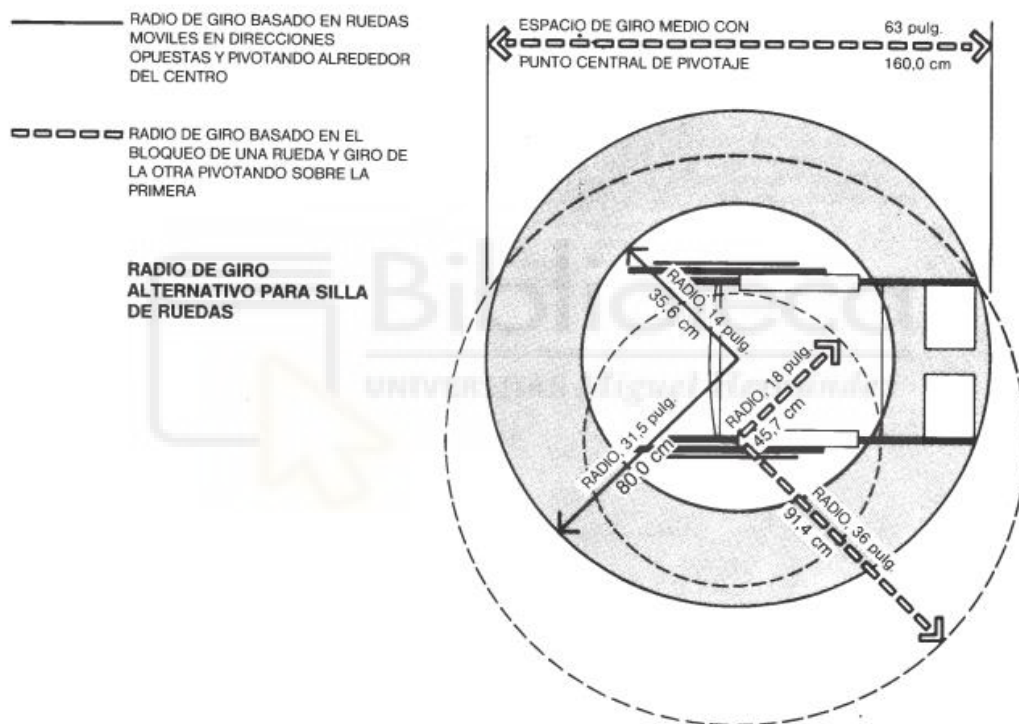 RADIO DE GIRO BASADO EN RUEDAS
MOVILES EN DIRECCIONES
OPUESTAS Y PIVOTANDO ALREDEDOR
DEL CENTRO
RADIO DE GIRO BASADO EN EL
BLOQUEO DE UNA RUEDA Y GIRO DE
LA OTRA PIVOTANDO SOBRE LA
PRIMERA
RADIO DE GIRO
ALTERNATIVO PARA SILLA
DE RUEDAS
ESPACIO DE GIRO MEDIO CON 63 pulg.
PUNTO CENTRAL DE PIVOTAJE 160,0 cm
RADIO, 14 pulg.
35,6 cm
RADIO, 18 pulg.
45,7 cm
RADIO, 31,5 pulg.
80,0 cm
RADIO, 36 pulg.
91,4 cm
Biblioteca
UNIVERSITAS Miguel Hernández